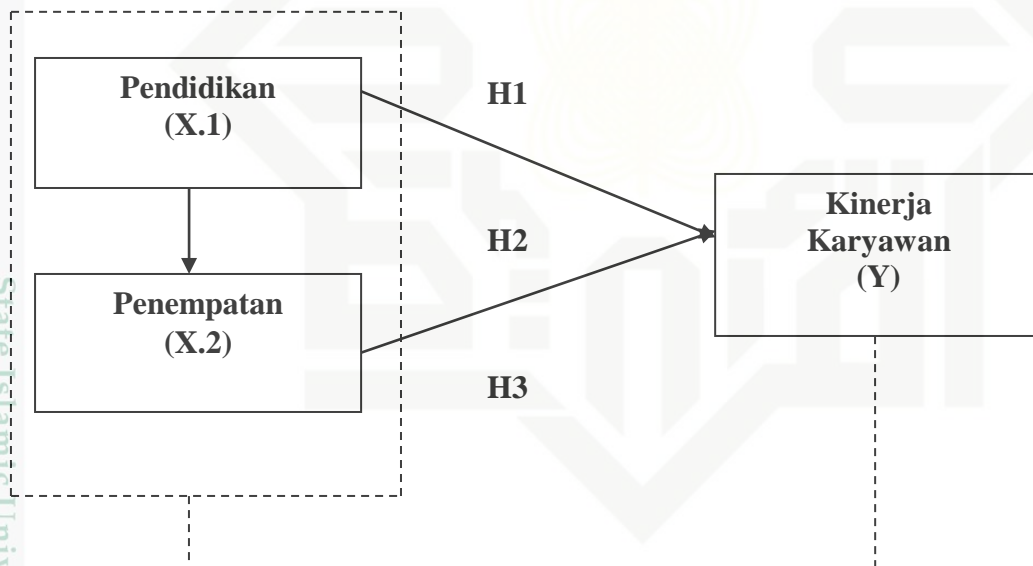 Pendidikan
(X.1)
H1
Kinerja
Karyawan
(Y)
H2
Penempatan
(X.2)
H3